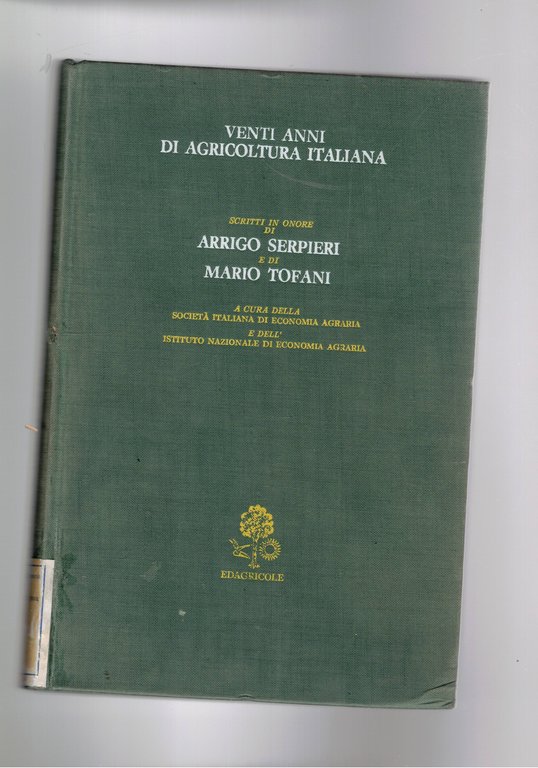 VENTI ANNI
DI AGRICOLTURA ITALIANA
SCRITTI IN ONORE
DI
ARRIGO SERPIERI
E DI
MARIO TOFANI
A CURA DELLA
SOCIETÀ ITALIANA DI ECONOMIA AGRARIA
E DELL'
ISTITUTO NAZIONALE DI ECONOMIA AGRARIA
EDAGRICOLE